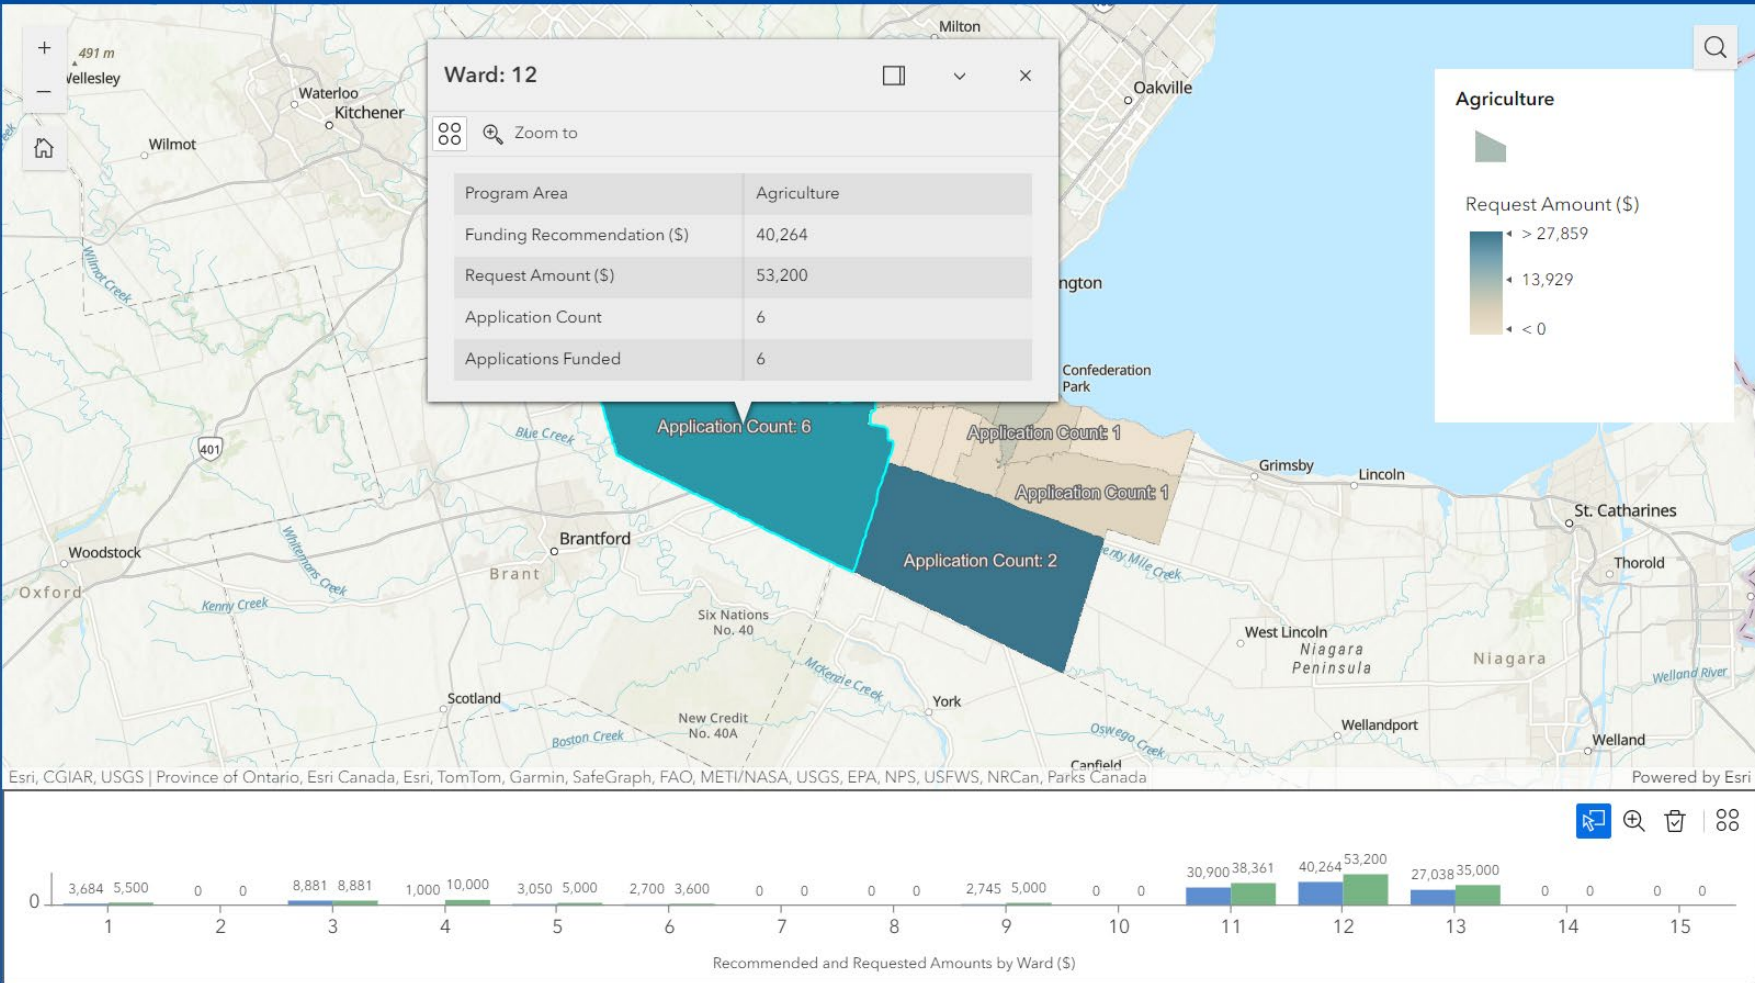 Milton
+
491 m
Vellesley
Waterloo
Kitchener
Wilmot
Oakville
Ward: 12
Zoom to
Program Area Agriculture
Funding Recommendation ($) 40,264
Request Amount ($) 53,200
Application Count 6
Applications Funded 6
Agriculture
Request Amount ($)
> 27,859
13,929
< 0
Wilmot Creek
ngton
Confederation
Park
401
Blue Creek
Application Count: 6
Application Count: 1
Application Count: 1
Application Count: 2
Grimsby
Lincoln
St. Catharines
Thorold
Woodstock
Oxford
Whitemans Creek
Kenny Creek
Brantford
Brant
Six Nations
No. 40
erty Mile Creek
West Lincoln
Niagara
Peninsula
Niagara
Welland River
McKenzie Creek
Scotland
York
New Credit
No. 40A
Boston Creek
Oswego Creek
Wellandport
Welland
Canfield
Esri, CGIAR, USGS | Province of Ontario, Esri Canada, Esri, TomTom, Garmin, SafeGraph, FAO, METI/NASA, USGS, EPA, NPS, USFWS, NRCan, Parks Canada
Powered by Esri
0
3,684 5,500 0 0 8,881 8,881 1,000 10,000 3,050 5,000 2,700 3,600 0 0 0 0 2,745 5,000 0 0 30,900 38,361 40,264 53,200 27,038 35,000 0 0 0 0
1 2 3 4 5 6 7 8 9 10 11 12 13 14 15
Recommended and Requested Amounts by Ward ($)